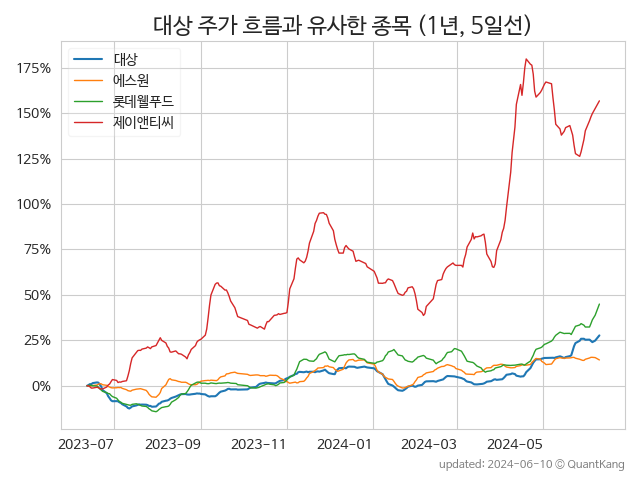 대상 주가 흐름과 유사한 종목 (1년, 5일선)
대상
에스원
롯데웰푸드
제이앤티씨
175%
150%
125%
100%
75%
50%
25%
0%
2023-07 2023-09 2023-11 2024-01 2024-03 2024-05
updated: 2024-06-10 © QuantKang